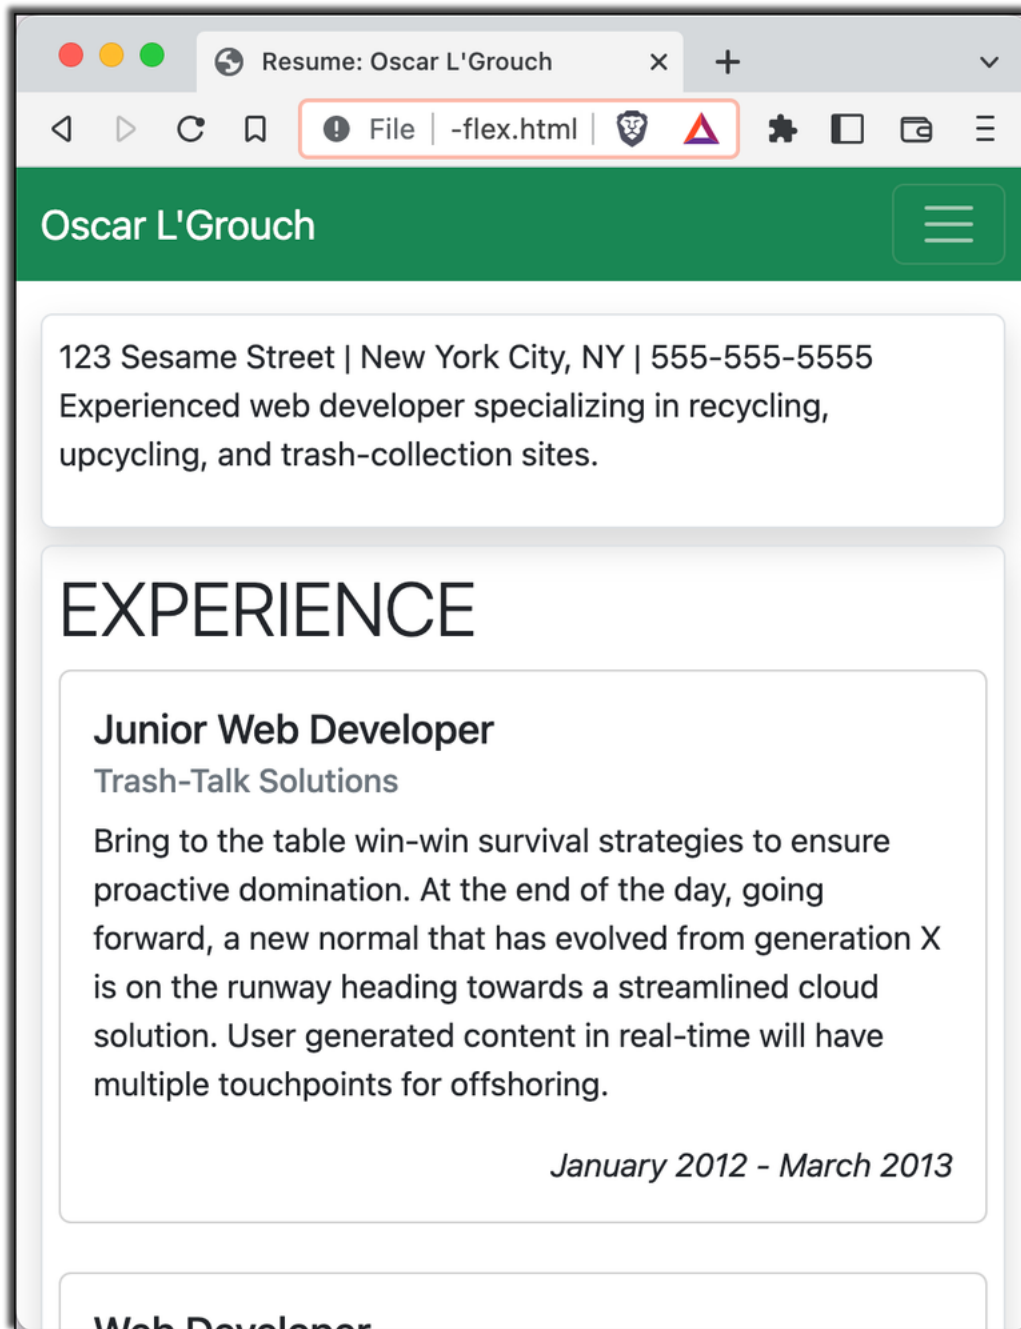 Resume: Oscar L'Grouch
File | -flex.html
Oscar L'Grouch
123 Sesame Street | New York City, NY | 555-555-5555
Experienced web developer specializing in recycling,
upcycling, and trash-collection sites.
EXPERIENCE
Junior Web Developer
Trash-Talk Solutions
Bring to the table win-win survival strategies to ensure
proactive domination. At the end of the day, going
forward, a new normal that has evolved from generation X
is on the runway heading towards a streamlined cloud
solution. User generated content in real-time will have
multiple touchpoints for offshoring.
January 2012 - March 2013
Web Developer